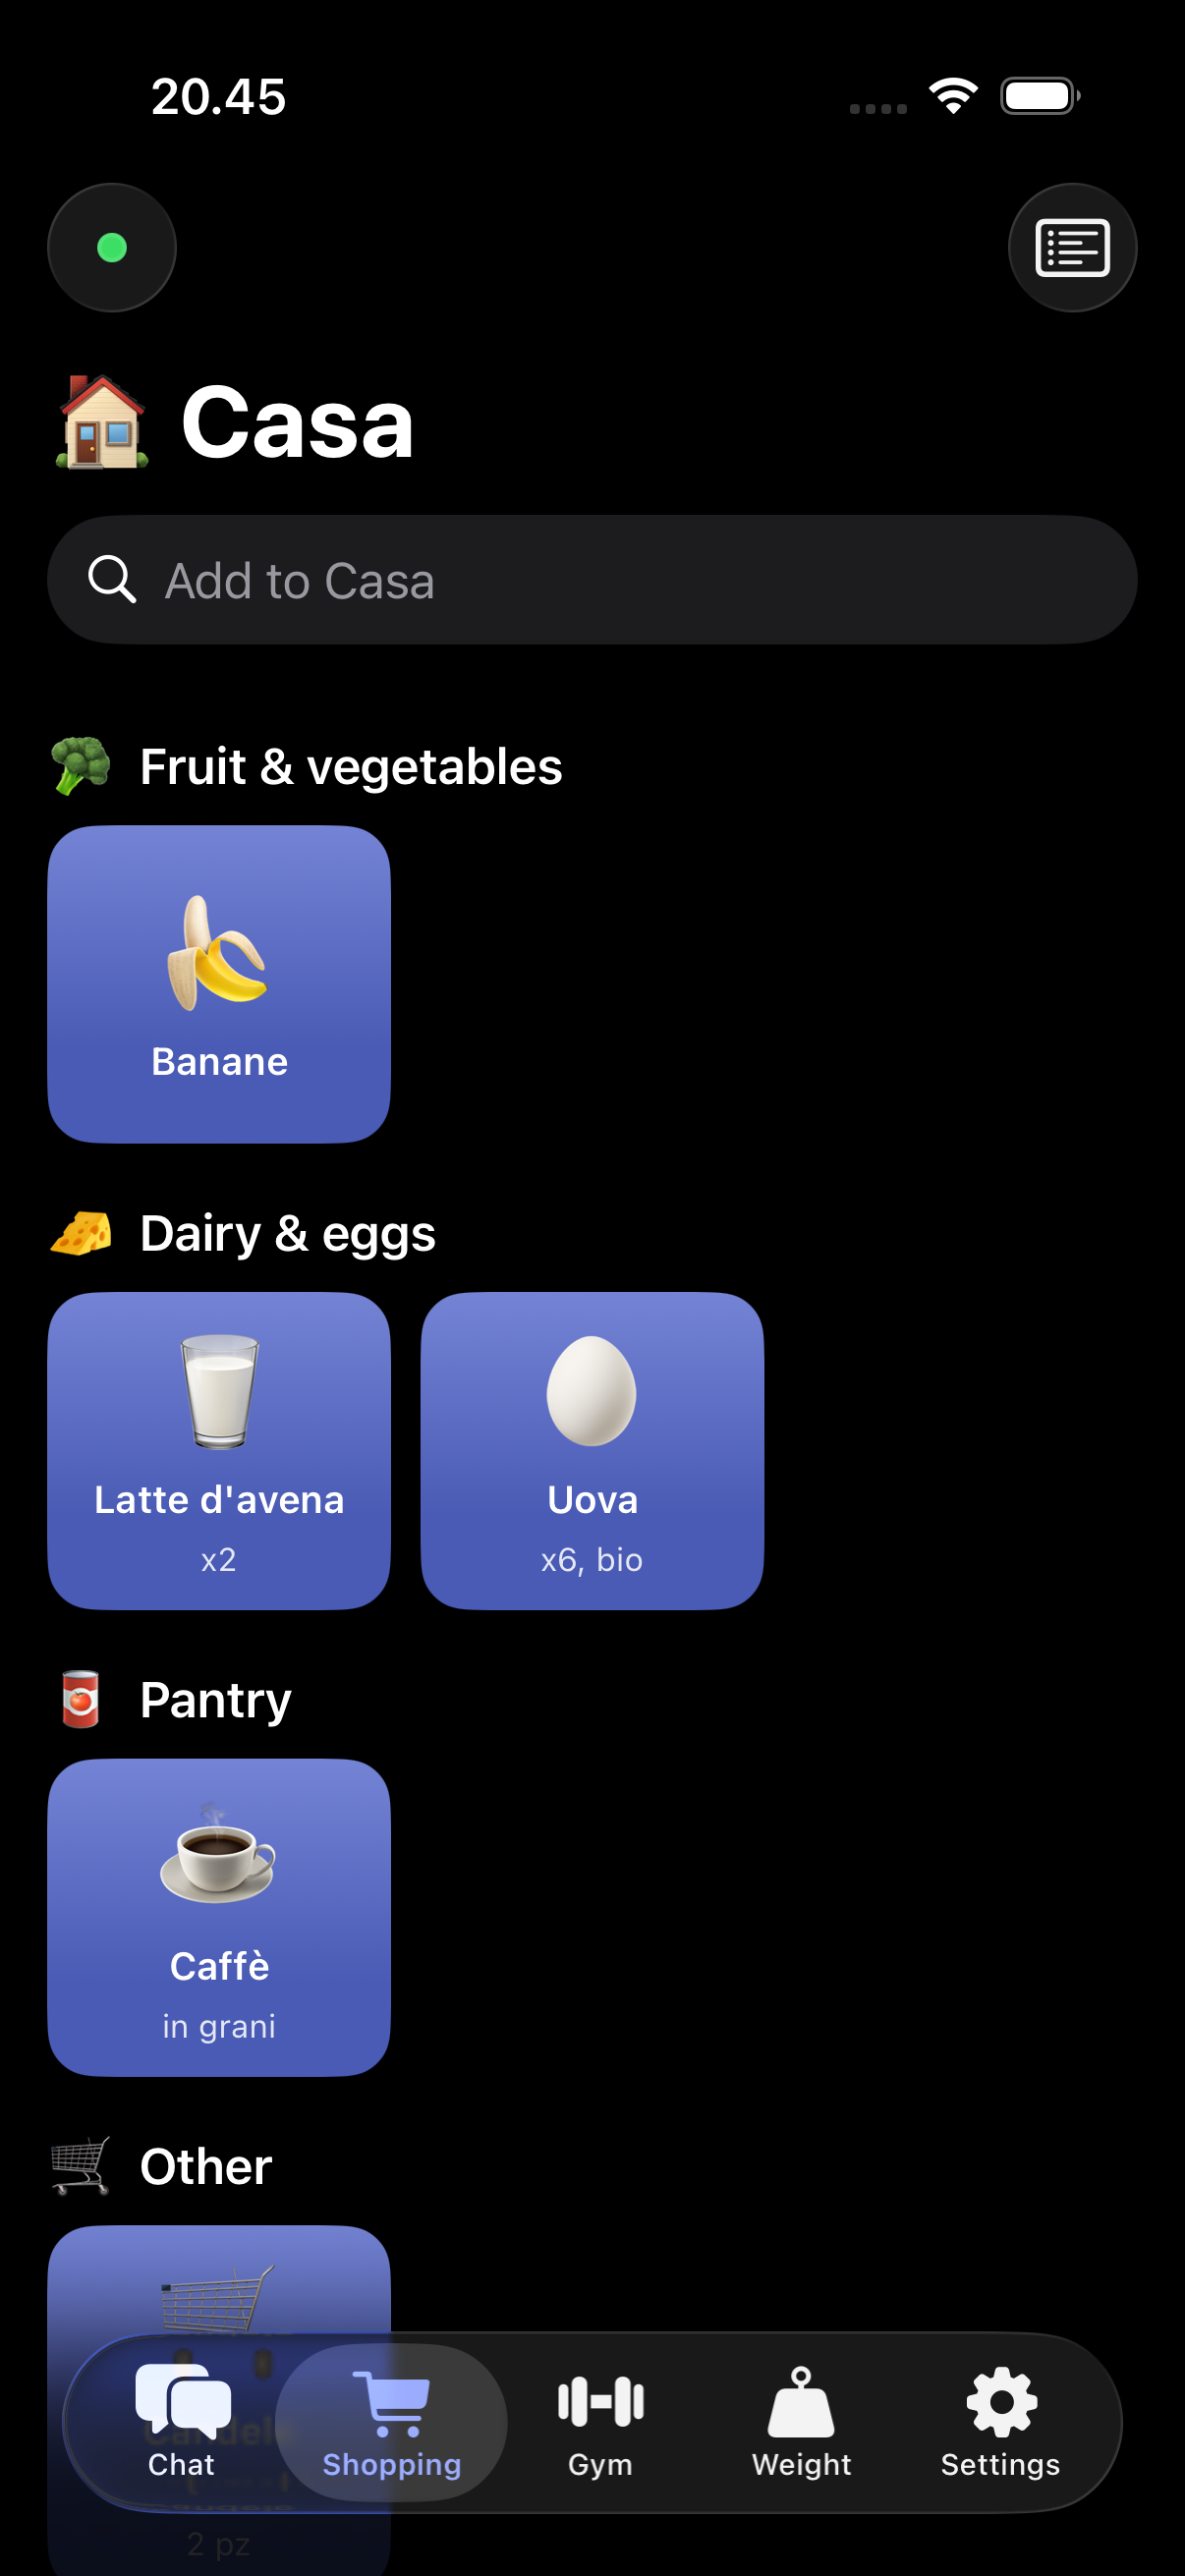 20.45
Casa
Add to Casa
Fruit & vegetables
Banane
Dairy & eggs
Latte d'avena
x2
Uova
x6, bio
Pantry
Caffè
in grani
Other
Candele
2 pz
Chat
Shopping
Gym
Weight
Settings